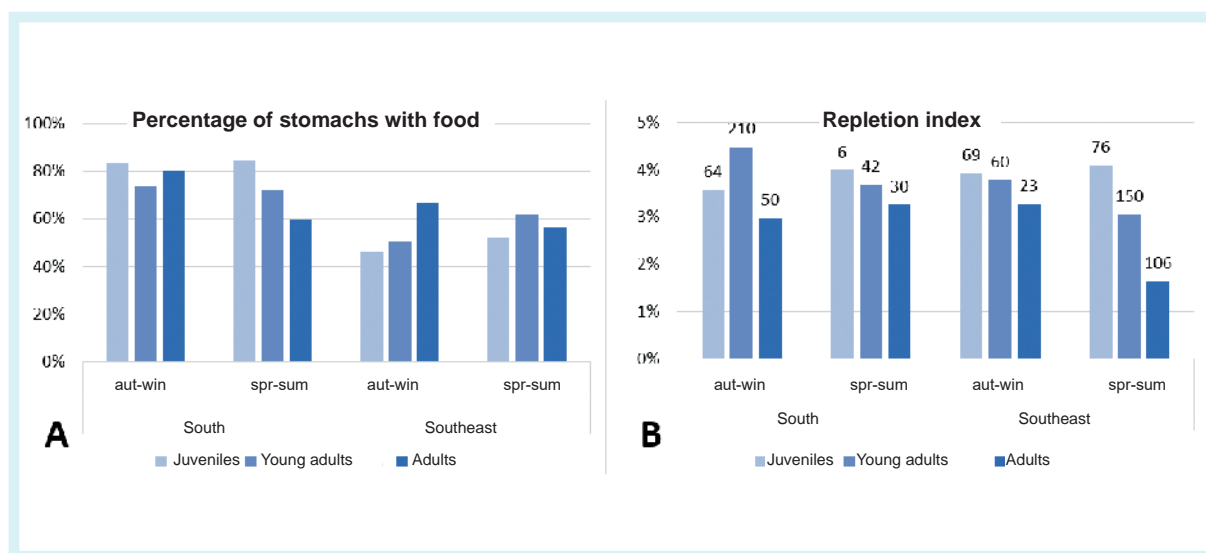 Percentage of stomachs with food
100%
80%
60%
40%
20%
0%
aut-win spr-sum aut-win spr-sum
South Southeast
A
Juveniles Young adults Adults
Repletion index
5%
4%
3%
2%
1%
0%
64 210 50 6 42 30 69 60 23 76 150 106
aut-win spr-sum aut-win spr-sum
South Southeast
B
Juveniles Young adults Adults